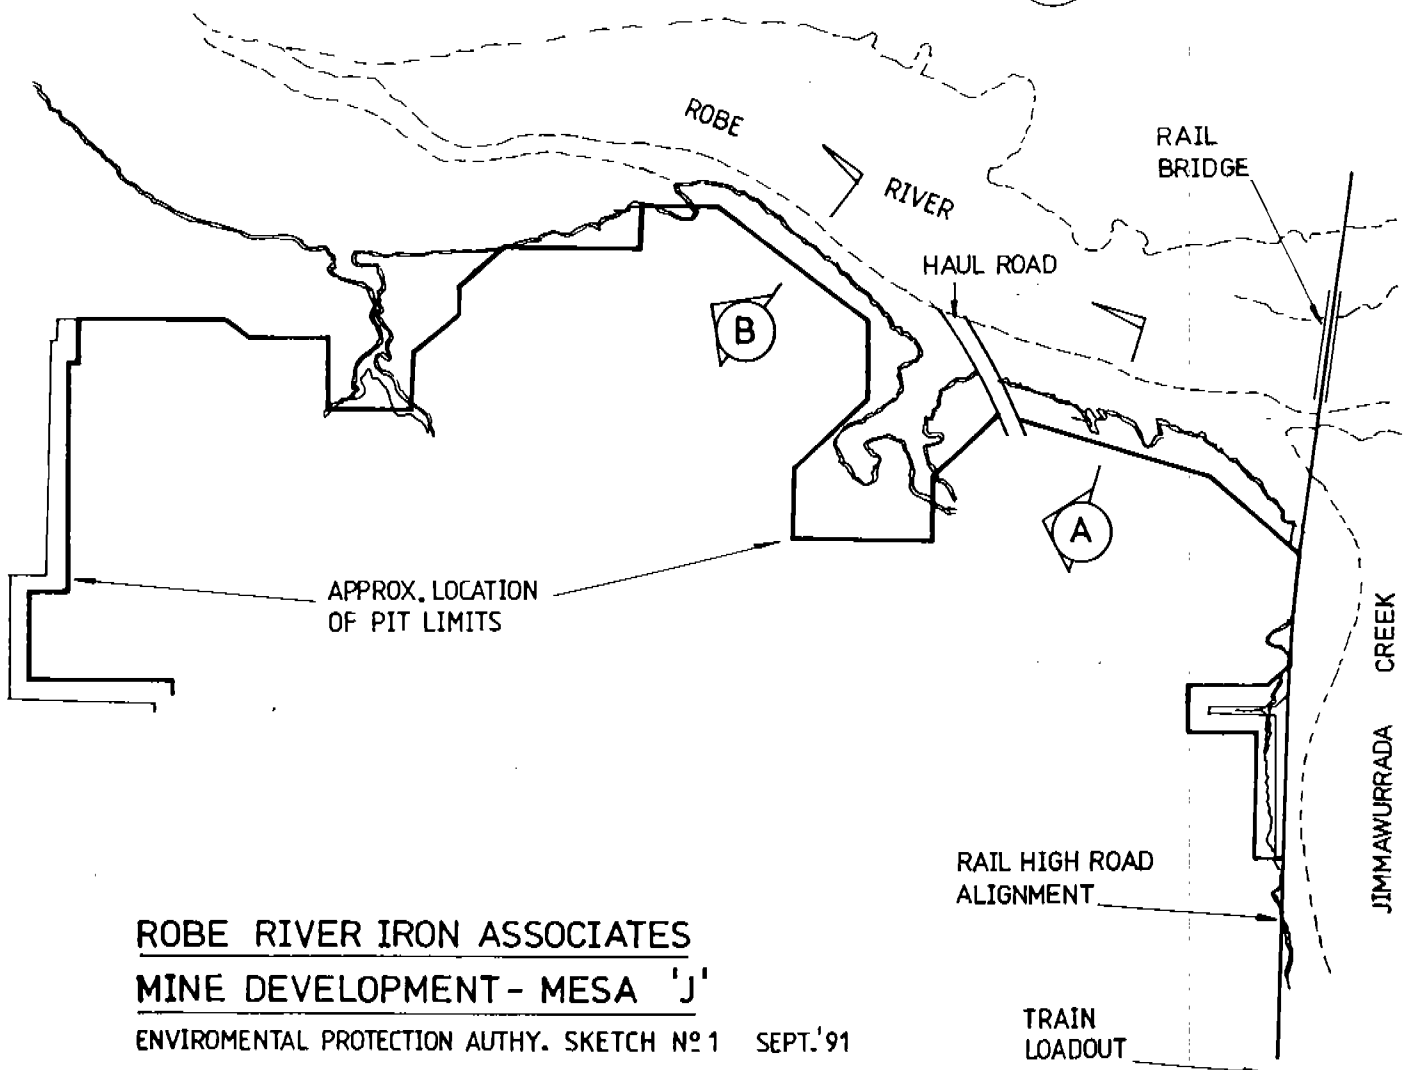 ROBE
RIVER
RAIL
BRIDGE
HAUL ROAD
B
A
APPROX. LOCATION
OF PIT LIMITS
JIMMAWURRADA CREEK
RAIL HIGH ROAD
ALIGNMENT
ROBE RIVER IRON ASSOCIATES
MINE DEVELOPMENT - MESA 'J'
ENVIROMENTAL PROTECTION AUTHY. SKETCH Nº 1 SEPT.'91
TRAIN
LOADOUT